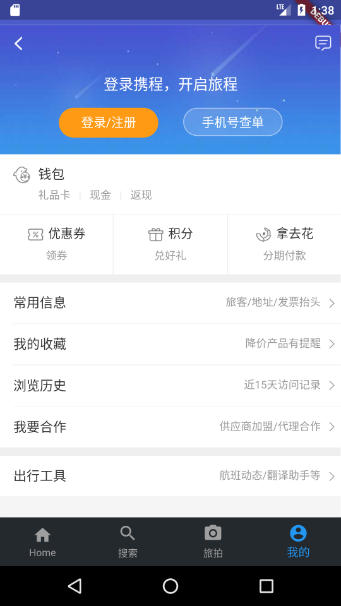 LTE 1:38
DEBUG
登录携程，开启旅程
登录/注册 手机号查单
钱包
礼品卡 现金 返现
优惠券 积分 拿去花
领券 兑好礼 分期付款
常用信息 旅客/地址/发票抬头
我的收藏 降价产品有提醒
浏览历史 近15天访问记录
我要合作 供应商加盟/代理合作
出行工具 航班动态/翻译助手等
Home 搜索 旅拍 我的